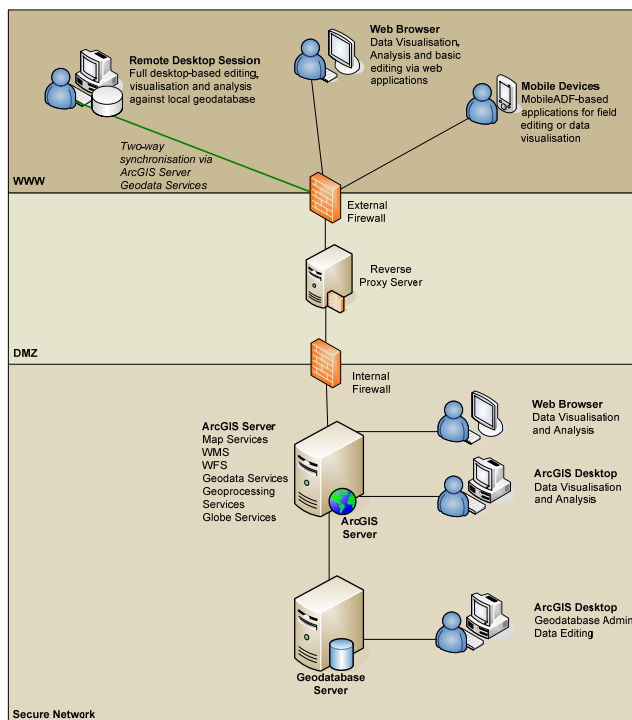 Remote Desktop Session
Full desktop-based editing,
visualisation and analysis
against local geodatabase
Web Browser
Data Visualisation,
Analysis and basic
editing via web
applications
Mobile Devices
MobileADF-based
applications for field
editing or data
visualisation
Two-way
synchronisation via
ArcGIS Server
Geodata Services
WWW
External
Firewall
Reverse
Proxy Server
DMZ
Internal
Firewall
ArcGIS Server
Map Services
WMS
WFS
Geodata Services
Geoprocessing
Services
Globe Services
ArcGIS
Server
Web Browser
Data Visualisation
and Analysis
ArcGIS Desktop
Data Visualisation
and Analysis
ArcGIS Desktop
Geodatabase Admin
Data Editing
Geodatabase
Server
Secure Network